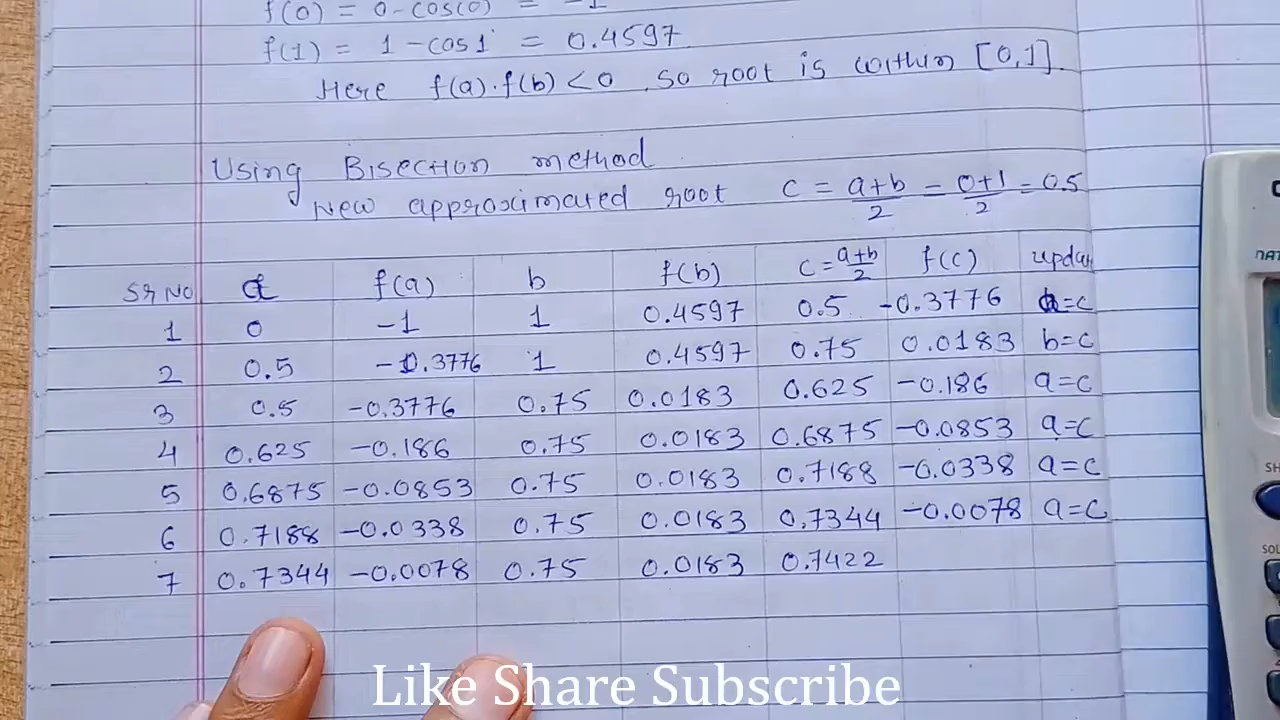 f(0) = 0-cos(0) = -1
f(1) = 1-cos1 = 0.4597
Here f(a).f(b) < 0 so root is within [0,1]
Using Bisection method
New approximated root c = a+b/2 = 0+1/2 = 0.5
Sr No a f(a) b f(b) c = a+b/2 f(c) updat
1 0 -1 1 0.4597 0.5 -0.3776 a=c
2 0.5 -0.3776 1 0.4597 0.75 0.0183 b=c
3 0.5 -0.3776 0.75 0.0183 0.625 -0.186 a=c
4 0.625 -0.186 0.75 0.0183 0.6875 -0.0853 a=c
5 0.6875 -0.0853 0.75 0.0183 0.7188 -0.0338 a=c
6 0.7188 -0.0338 0.75 0.0183 0.7344 -0.0078 a=c
7 0.7344 -0.0078 0.75 0.0183 0.7422
Like Share Subscribe